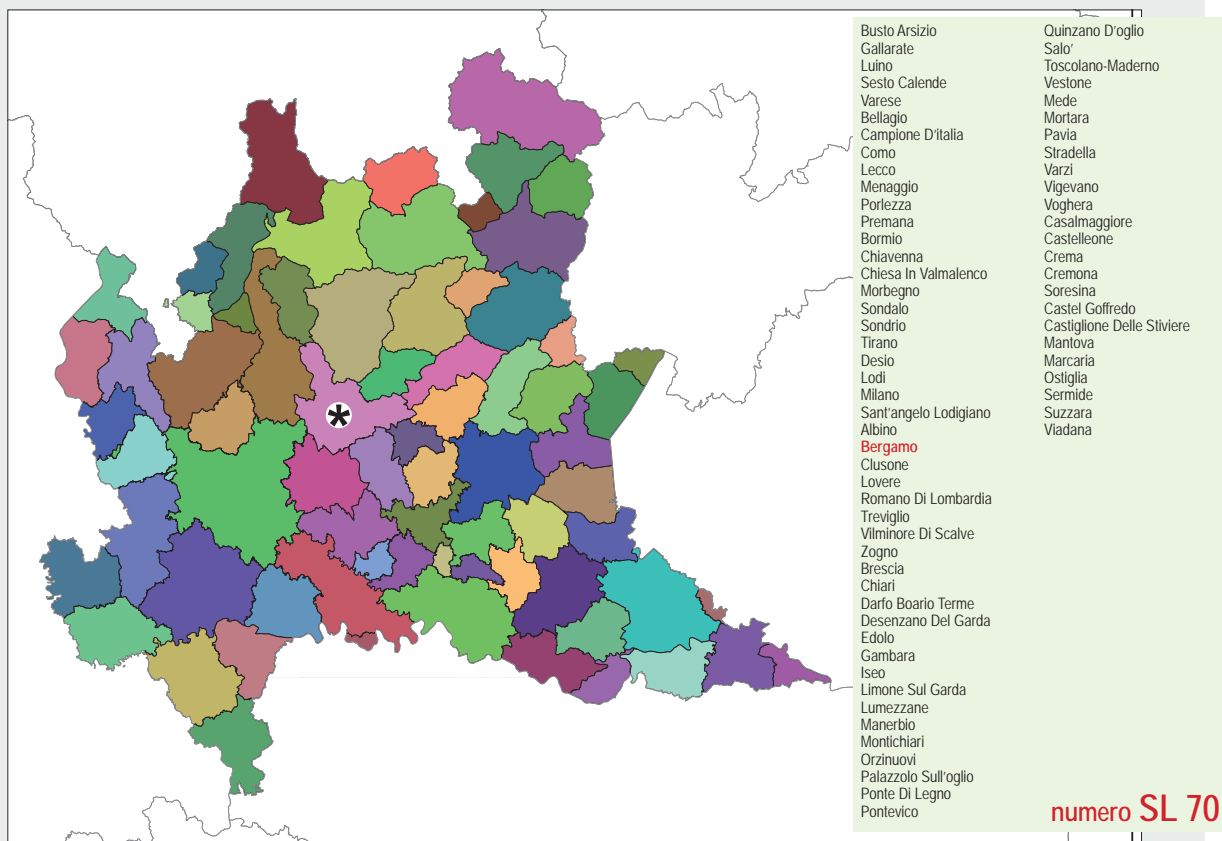 *
Busto Arsizio
Gallarate
Luino
Sesto Calende
Varese
Bellagio
Campione D'italia
Como
Lecco
Menaggio
Porlezza
Premana
Bormio
Chiavenna
Chiesa In Valmalenco
Morbegno
Sondalo
Sondrio
Tirano
Desio
Lodi
Milano
Sant'angelo Lodigiano
Albino
Bergamo
Clusone
Lovere
Romano Di Lombardia
Treviglio
Vilminore Di Scalve
Zogno
Brescia
Chiari
Darfo Boario Terme
Desenzano Del Garda
Edolo
Gambara
Iseo
Limone Sul Garda
Lumezzane
Manerbio
Montichiari
Orzinuovi
Palazzolo Sull'oglio
Ponte Di Legno
Pontevico
Quinzano D'oglio
Salo'
Toscolano-Maderno
Vestone
Mede
Mortara
Pavia
Stradella
Varzi
Vigevano
Voghera
Casalmaggiore
Castelleone
Crema
Cremona
Soresina
Castel Goffredo
Castiglione Delle Stiviere
Mantova
Marcaria
Ostiglia
Sermide
Suzzara
Viadana
numero SL 70